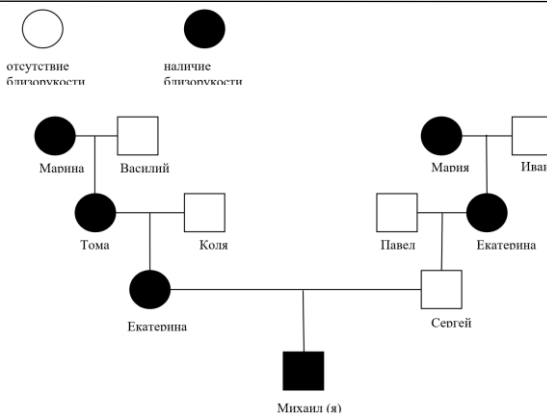 отсутствие
близорукости
наличие
близорукости
Марина
Василий
Мария
Иван
Тома
Коля
Павел
Екатерина
Екатерина
Сергей
Михаил (я)